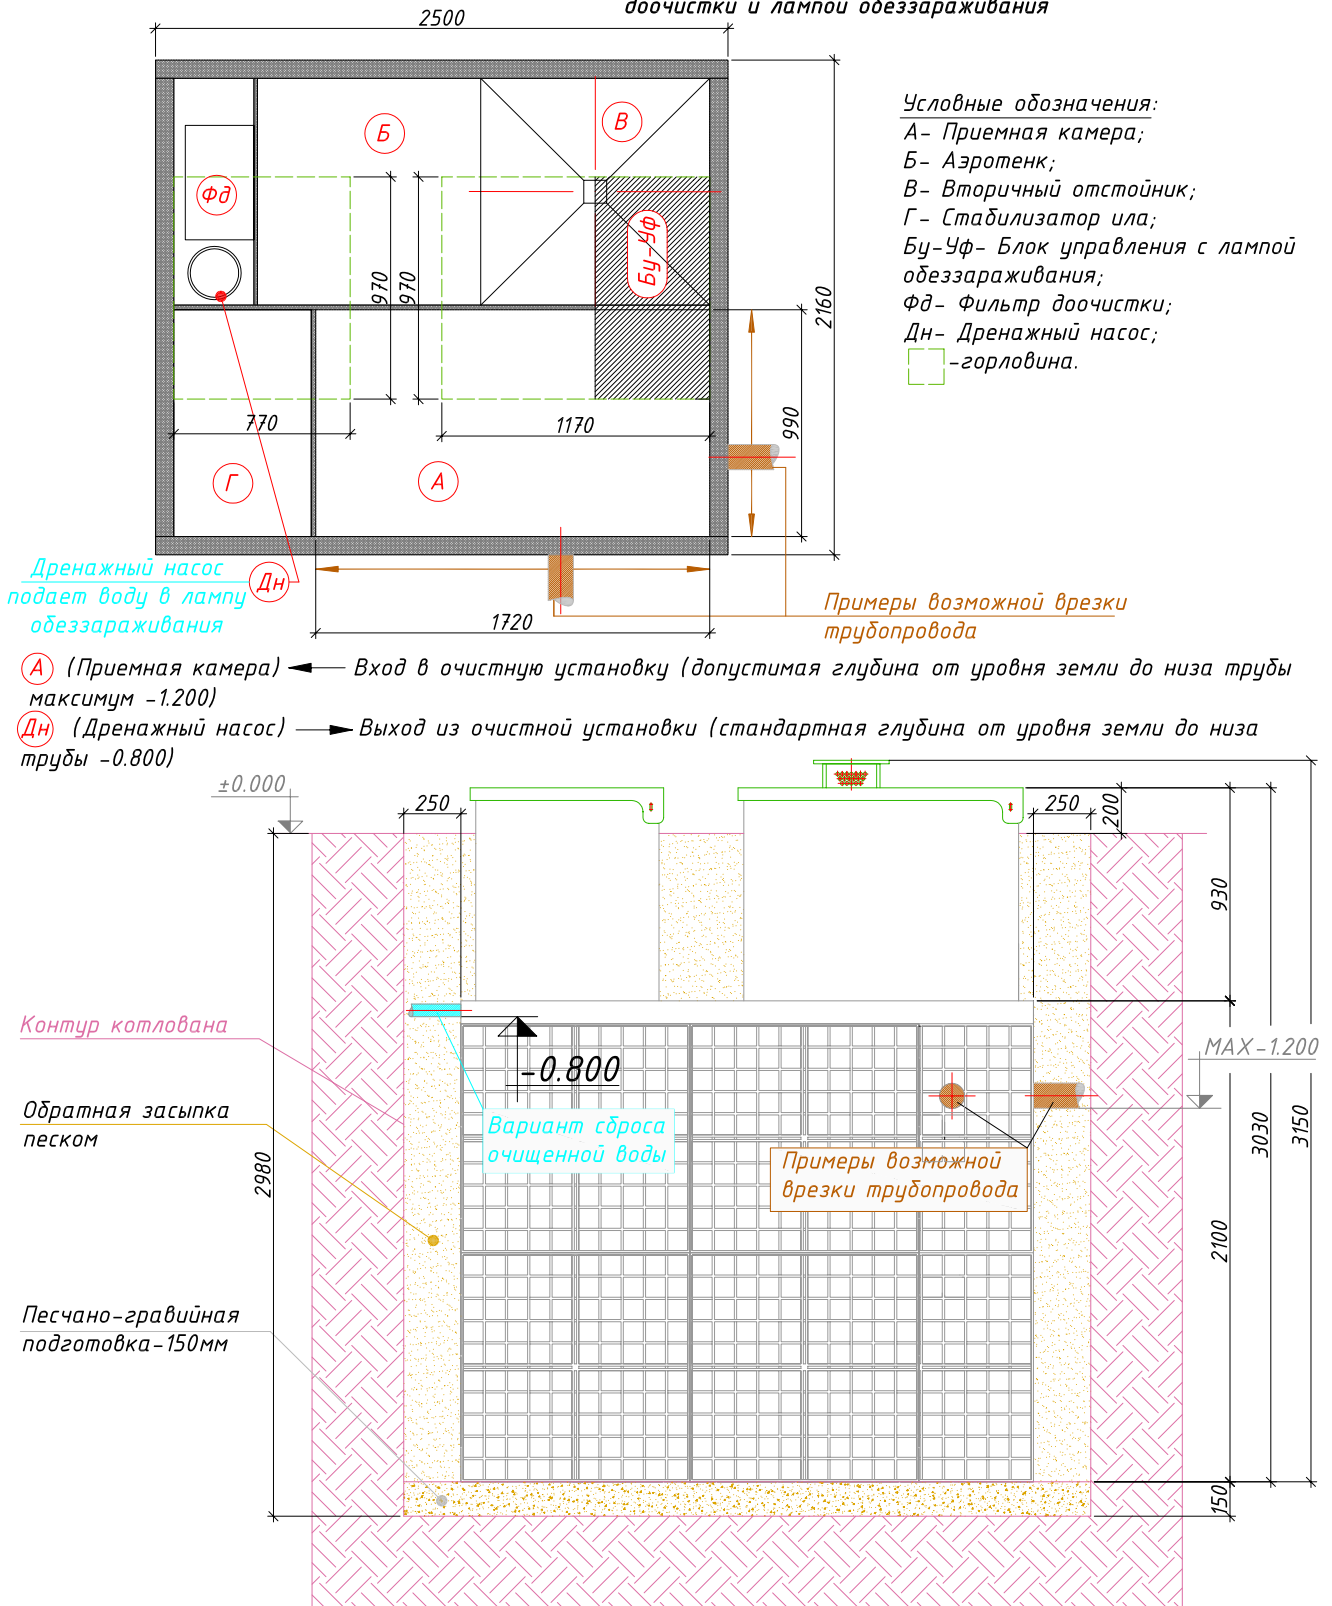 доочистки и лампой обеззараживания
2500
Условные обозначения:
А- Приемная камера;
Б- Аэротенк;
В- Вторичный отстойник;
Г- Стабилизатор ила;
Бу-Уф- Блок управления с лампой
обеззараживания;
Фд- Фильтр доочистки;
Дн- Дренажный насос;
-горловина.
Б
В
Фд
Бу-Уф
970
970
2160
770
1170
990
Г
А
Дренажный насос
подает воду в лампу
обеззараживания
Дн
1720
Примеры возможной врезки
трубопровода
А (Приемная камера) Вход в очистную установку (допустимая глубина от уровня земли до низа трубы
максимум -1.200)
Дн (Дренажный насос) Выход из очистной установки (стандартная глубина от уровня земли до низа
трубы -0.800)
±0.000
250
250
200
930
Контур котлована
-0.800
МАХ-1.200
Обратная засыпка
песком
Вариант сброса
очищенной воды
Примеры возможной
врезки трубопровода
2980
3030
3150
2100
Песчано-гравийная
подготовка-150мм
150